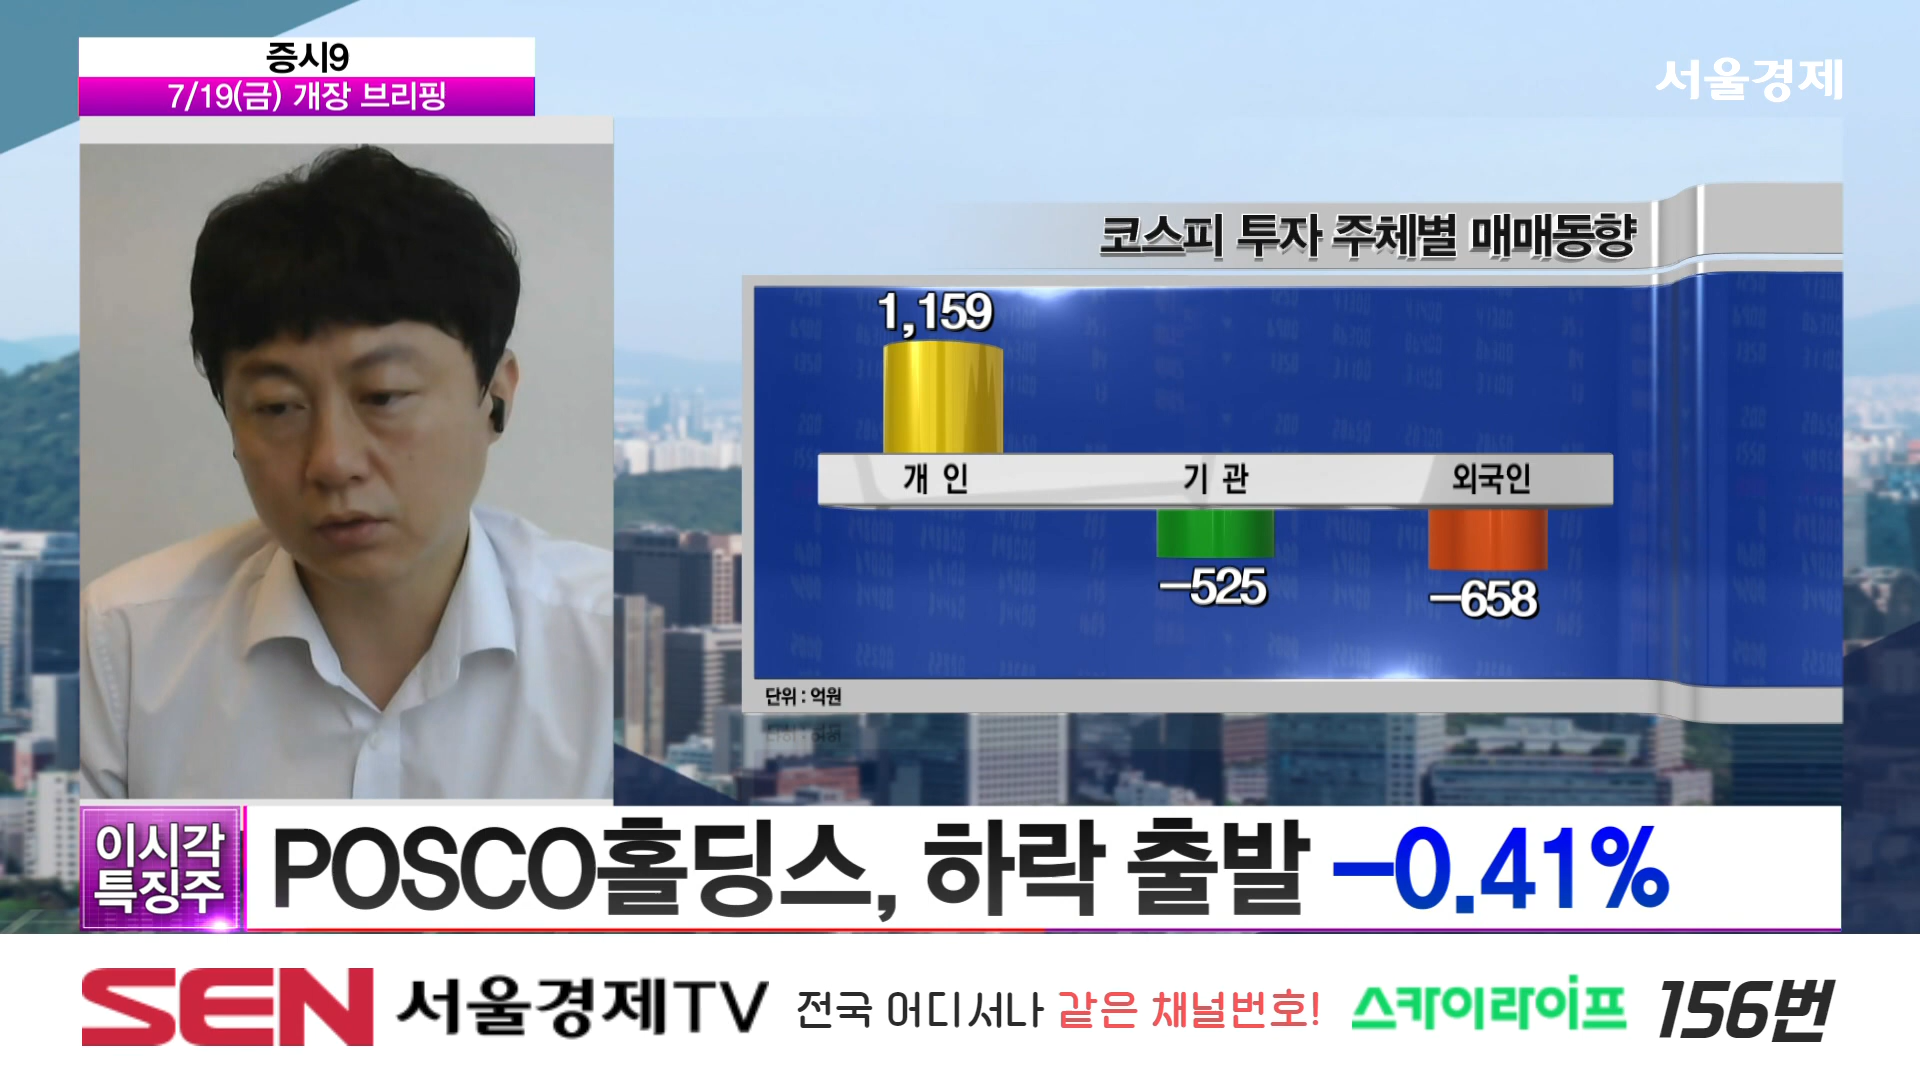 증시9
7/19(금) 개장 브리핑
서울경제
코스피 투자 주체별 매매동향
1,159
개인 기관 외국인
-525
-658
단위 : 억원
이시각
특징주
POSCO홀딩스, 하락 출발 -0.41%
SEN 서울경제TV 전국 어디서나 같은 채널번호! 스카이라이프 156번